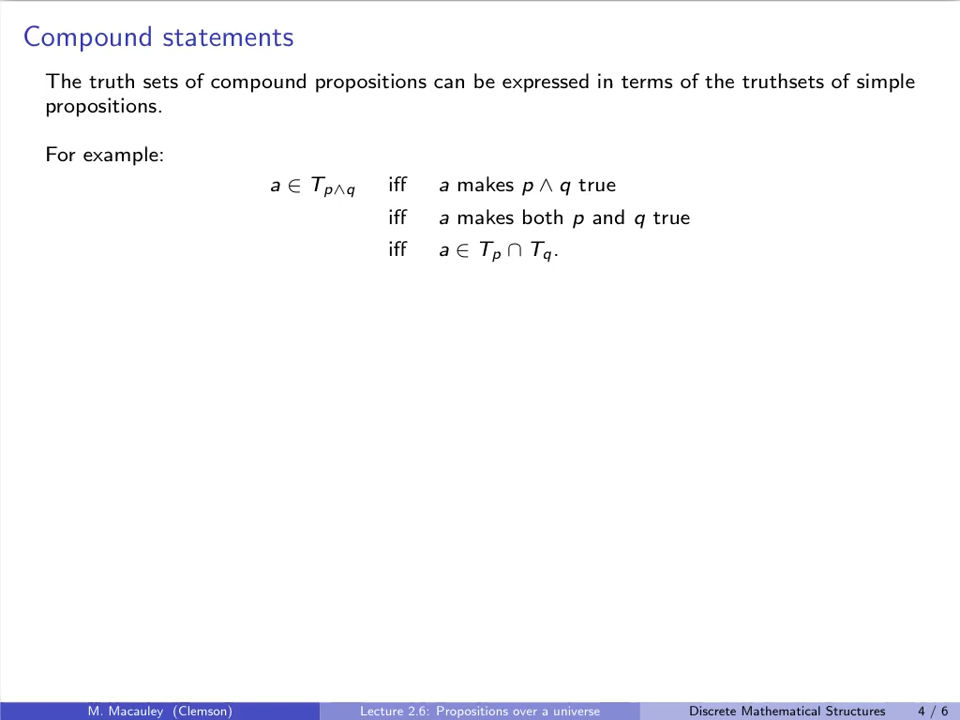 Compound statements
The truth sets of compound propositions can be expressed in terms of the truthsets of simple
propositions.
For example:
a ∈ T_{p∧q} iff a makes p ∧ q true
iff a makes both p and q true
iff a ∈ T_p ∩ T_q.
M. Macauley (Clemson) Lecture 2.6: Propositions over a universe Discrete Mathematical Structures 4 / 6